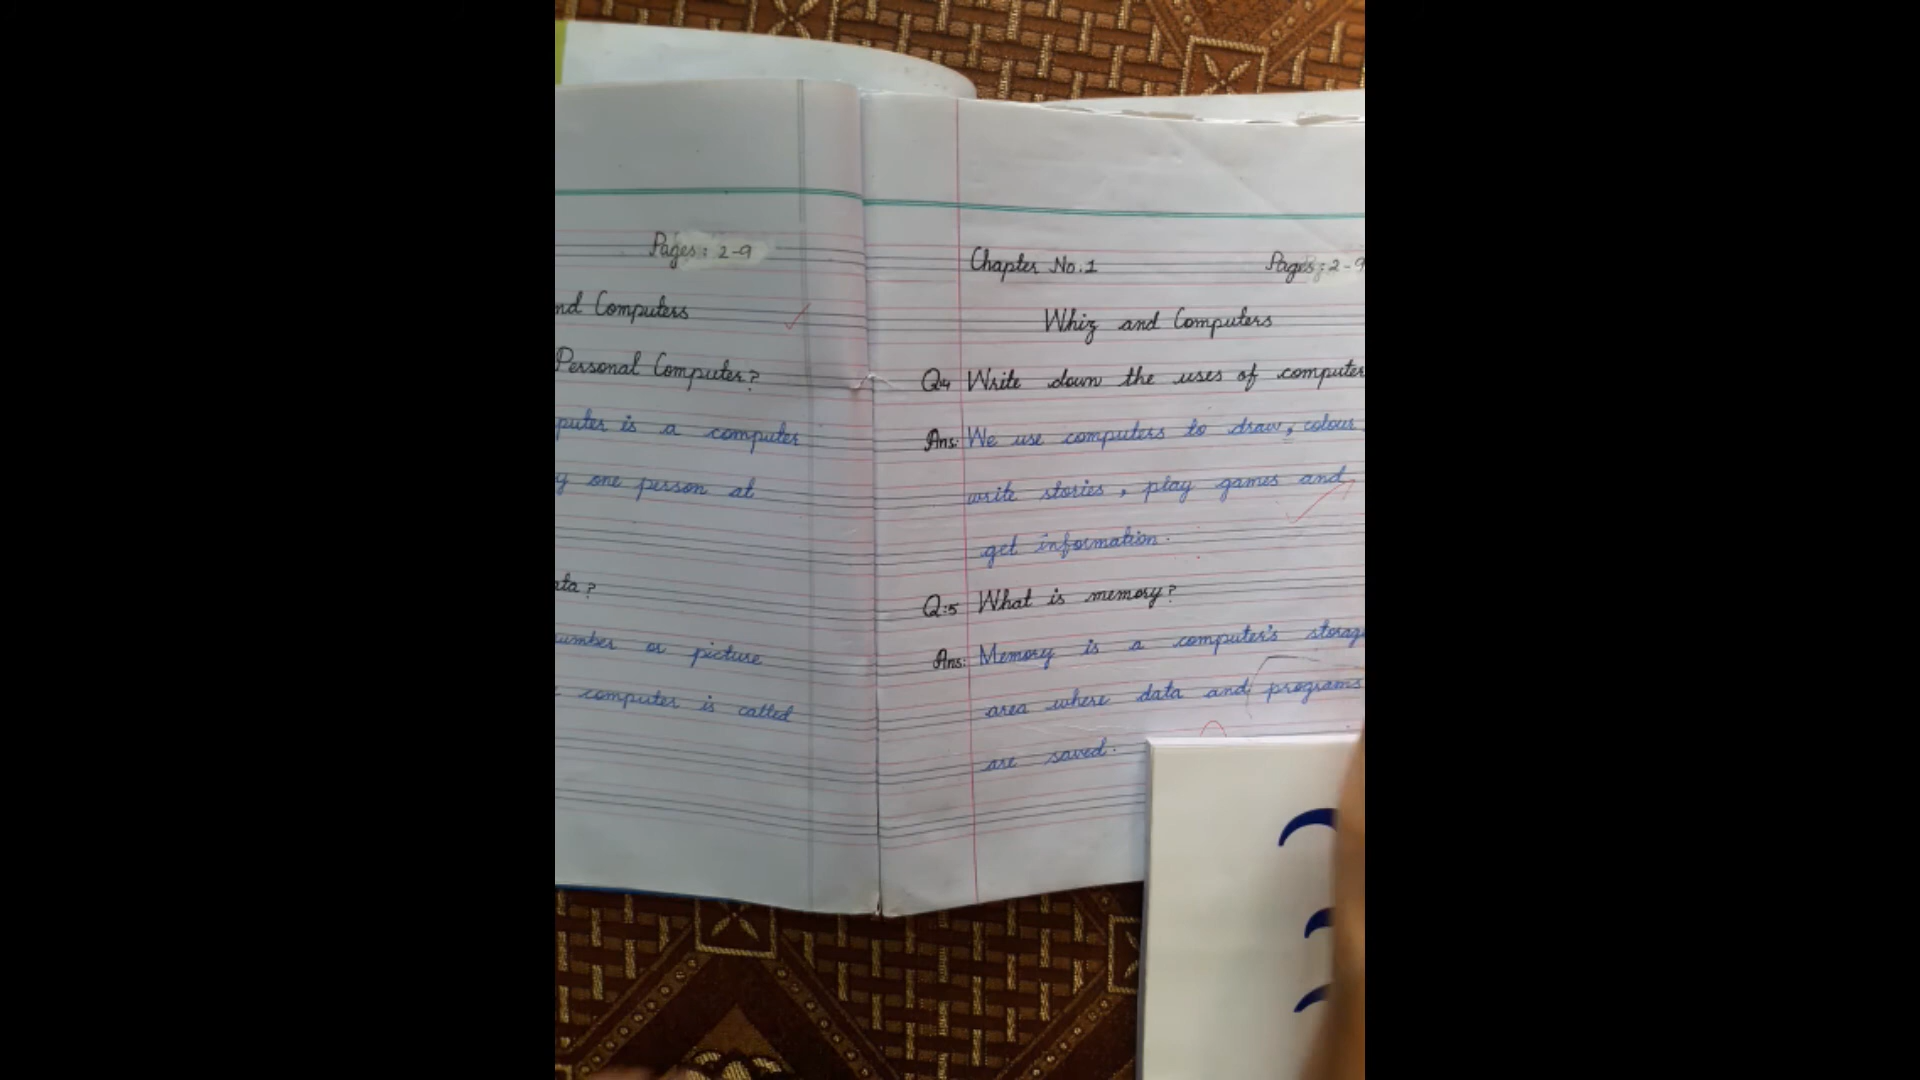 Pages: 2-9
nd Computers
Personal Computer?
puter is a computer
y one person at
ata?
umber or picture
computer is called
Chapter No.1 Pages: 2-9
Whiz and Computers
Q4 Write down the uses of computer
Ans: We use computers to draw, colour
write stories, play games and
get information.
Q:5 What is memory?
Ans: Memory is a computer's storag
area where data and programs
are saved.